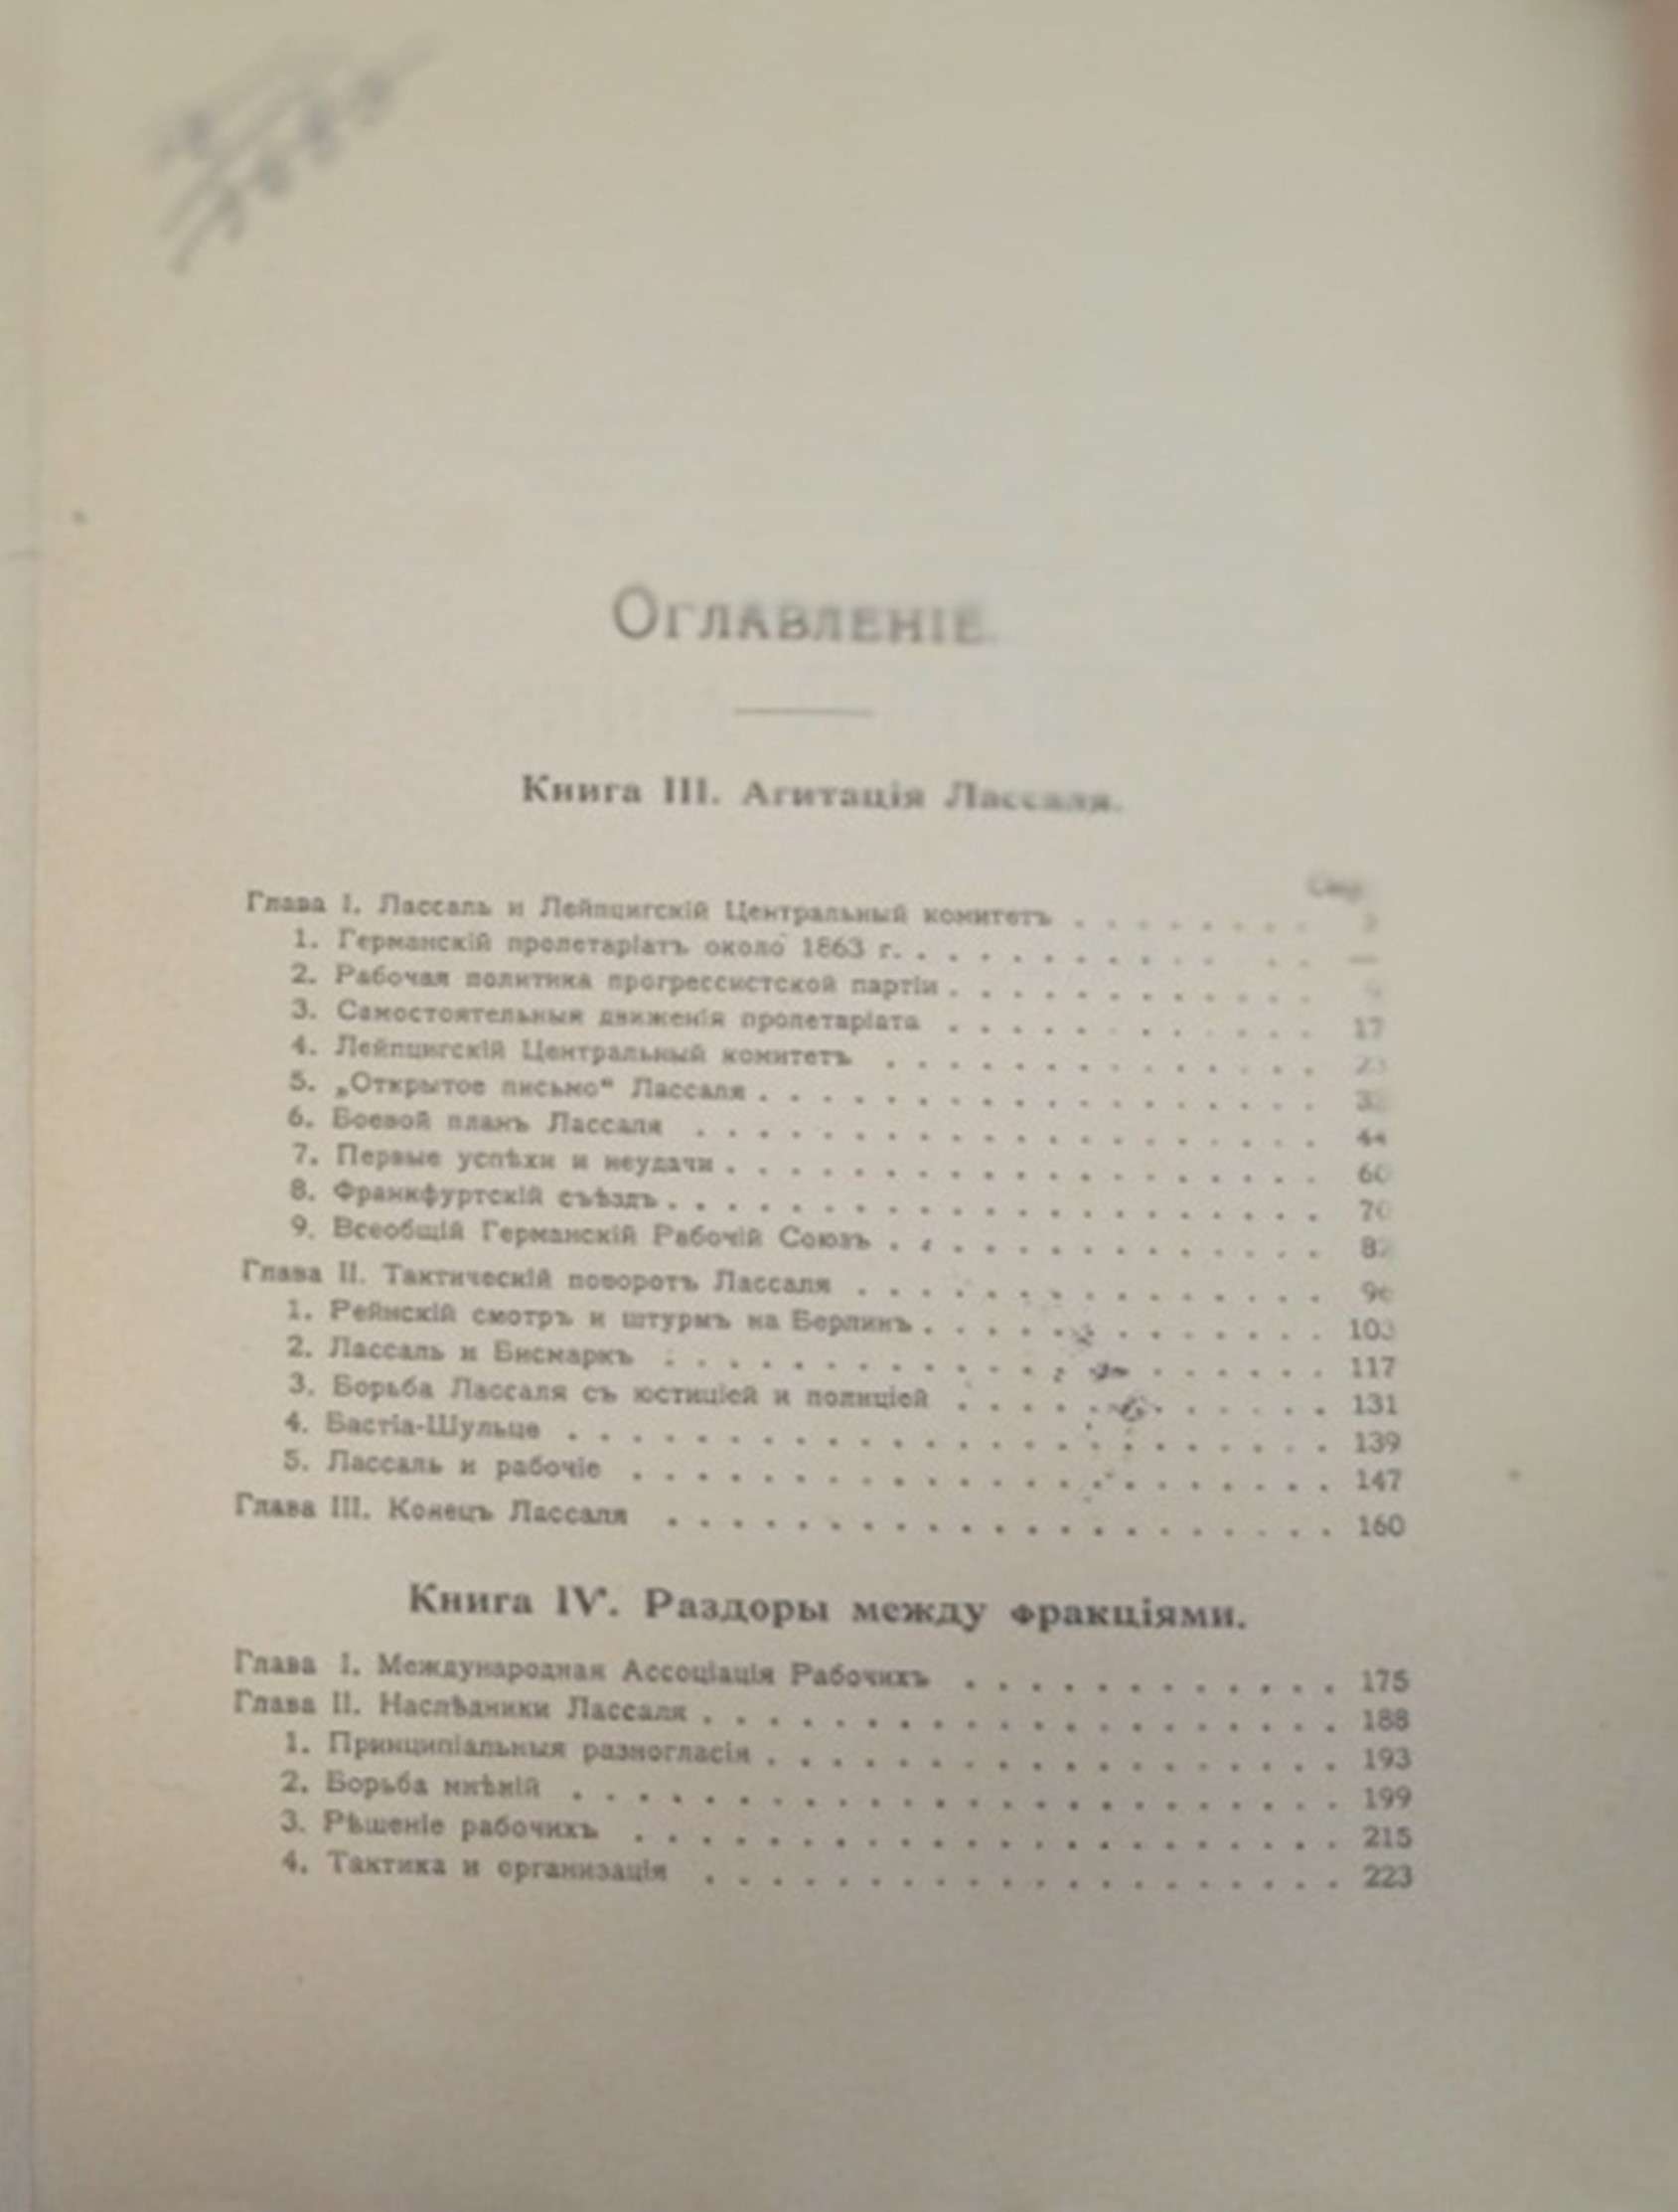 Оглавленіе.
Книга III. Агитація Лассаля.
Глава I. Лассаль и Лейпцигскій Центральный комитетъ . . . . . . . .
1. Германскій пролетаріатъ около 1863 г. . . . . . . . . . . . . —
2. Рабочая политика прогрессистской партіи . . . . . . . . . . . . 9
3. Самостоятельныя движенія пролетаріата . . . . . . . . . . . . 17
4. Лейпцигскій Центральный комитетъ . . . . . . . . . . . . . . 23
5. „Открытое письмо“ Лассаля . . . . . . . . . . . . . . . . . .
6. Боевой планъ Лассаля . . . . . . . . . . . . . . . . . . . . 44
7. Первые успѣхи и неудачи . . . . . . . . . . . . . . . . . . . 60
8. Франкфуртскій съѣздъ . . . . . . . . . . . . . . . . . . . . . 70
9. Всеобщій Германскій Рабочій Союзъ . . . . . . . . . . . . . . 82
Глава II. Тактическій поворотъ Лассаля . . . . . . . . . . . . . . . 96
1. Рейнскій смотръ и штурмъ на Берлинъ . . . . . . . . . . . . . 103
2. Лассаль и Бисмаркъ . . . . . . . . . . . . . . . . . . . . . 117
3. Борьба Лассаля съ юстиціей и полиціей . . . . . . . . . . . . 131
4. Бастіа-Шульце . . . . . . . . . . . . . . . . . . . . . . . . 139
5. Лассаль и рабочіе . . . . . . . . . . . . . . . . . . . . . . 147
Глава III. Конецъ Лассаля . . . . . . . . . . . . . . . . . . . . . 160
Книга IV. Раздоры между фракціями.
Глава I. Международная Ассоціація Рабочихъ . . . . . . . . . . . . 175
Глава II. Наслѣдники Лассаля . . . . . . . . . . . . . . . . . . . . 188
1. Принципіальныя разногласія . . . . . . . . . . . . . . . . . . 193
2. Борьба мнѣній . . . . . . . . . . . . . . . . . . . . . . . . 199
3. Рѣшеніе рабочихъ . . . . . . . . . . . . . . . . . . . . . . 215
4. Тактика и организація . . . . . . . . . . . . . . . . . . . . 223